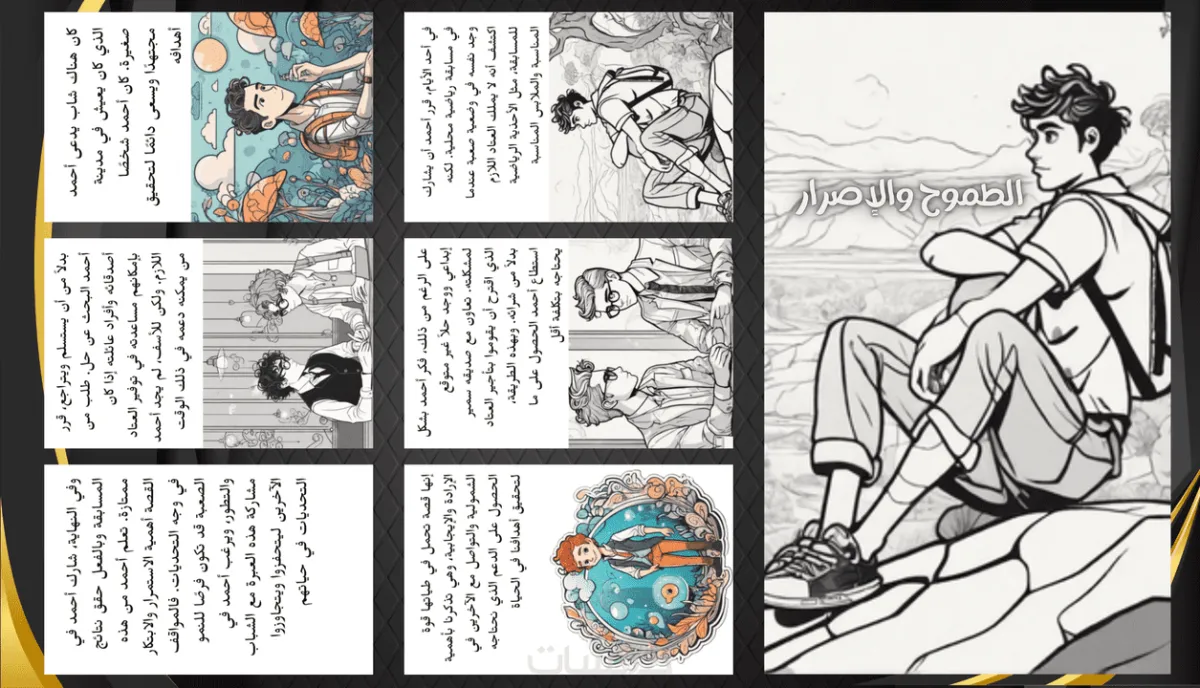 الطموح والإصرار
كان هناك شاب يدعى أحمد
الذي كان يعيش في مدينة
صغيرة. كان أحمد شخصًا
مجتهدًا ويسعى دائمًا لتحقيق
أهدافه
في أحد الأيام، قرر أحمد أن يشارك
في مسابقة رياضية محلية. لكنه
وجد نفسه في وضعية صعبة عندما
اكتشف أنه لا يملك العتاد اللازم
للمسابقة، مثل الأحذية الرياضية
المناسبة والملابس المناسبة
بدلاً من أن يستسلم ويتراجع، قرر
أحمد البحث عن حل. طلب من
أصدقائه وأفراد عائلته إذا كان
بإمكانهم مساعدته في توفير العتاد
اللازم. ولكن للأسف، لم يجد أحمد
من يمكنه دعمه في ذلك الوقت
على الرغم من ذلك، فكر أحمد بشكل
إبداعي ووجد حلاً غير متوقع
لمشكلته. تعاون مع صديقه سمير
الذي اقترح أن يقوموا بتأجير العتاد
بدلاً من شرائه. وبهذه الطريقة،
استطاع أحمد الحصول على ما
يحتاجه بتكلفة أقل
وفي النهاية، شارك أحمد في
المسابقة وبالفعل حقق نتائج
ممتازة. تعلم أحمد من هذه
القصة أهمية الاستمرار والابتكار
في وجه التحديات. فالمواقف
الصعبة قد تكون فرصًا للنمو
والتطور، ويرغب أحمد في
مشاركة هذه العبرة مع الشباب
الآخرين ليتحفزوا ويتجاوزوا
التحديات في حياتهم
إنها قصة تحمل في طياتها قوة
الإرادة والإيجابية، وهي تذكرنا بأهمية
الشمولية والتواصل مع الآخرين في
الحصول على الدعم الذي نحتاجه
لتحقيق أهدافنا في الحياة